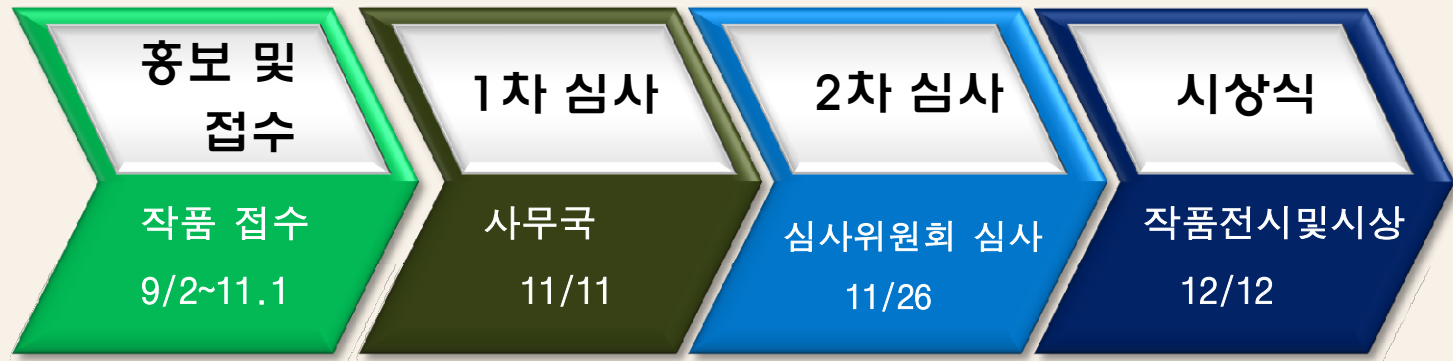 홍보 및
접수
작품 접수
9/2~11.1
1차 심사
사무국
11/11
2차 심사
심사위원회 심사
11/26
시상식
작품전시및시상
12/12